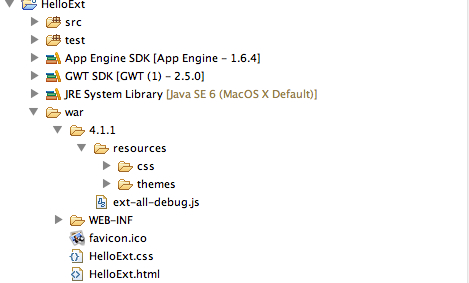 HelloExt
src
test
App Engine SDK [App Engine - 1.6.4]
GWT SDK [GWT (1) - 2.5.0]
JRE System Library [Java SE 6 (MacOS X Default)]
war
4.1.1
resources
css
themes
ext-all-debug.js
WEB-INF
favicon.ico
HelloExt.css
HelloExt.html